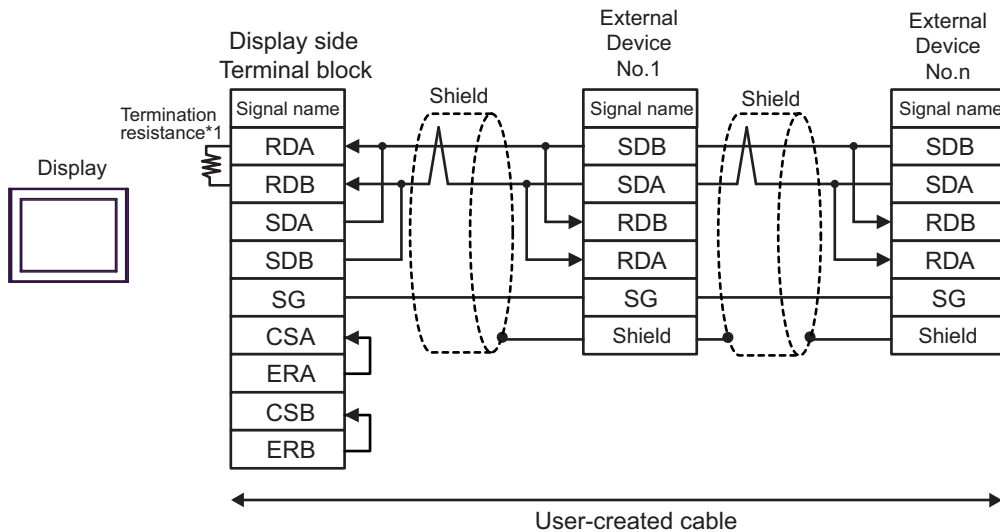 Display
Termination
resistance*1
Display side
Terminal block
Signal name
RDA
RDB
SDA
SDB
SG
CSA
ERA
CSB
ERB
Shield
External
Device
No.1
Signal name
SDB
SDA
RDB
RDA
SG
Shield
Shield
External
Device
No.n
Signal name
SDB
SDA
RDB
RDA
SG
Shield
User-created cable